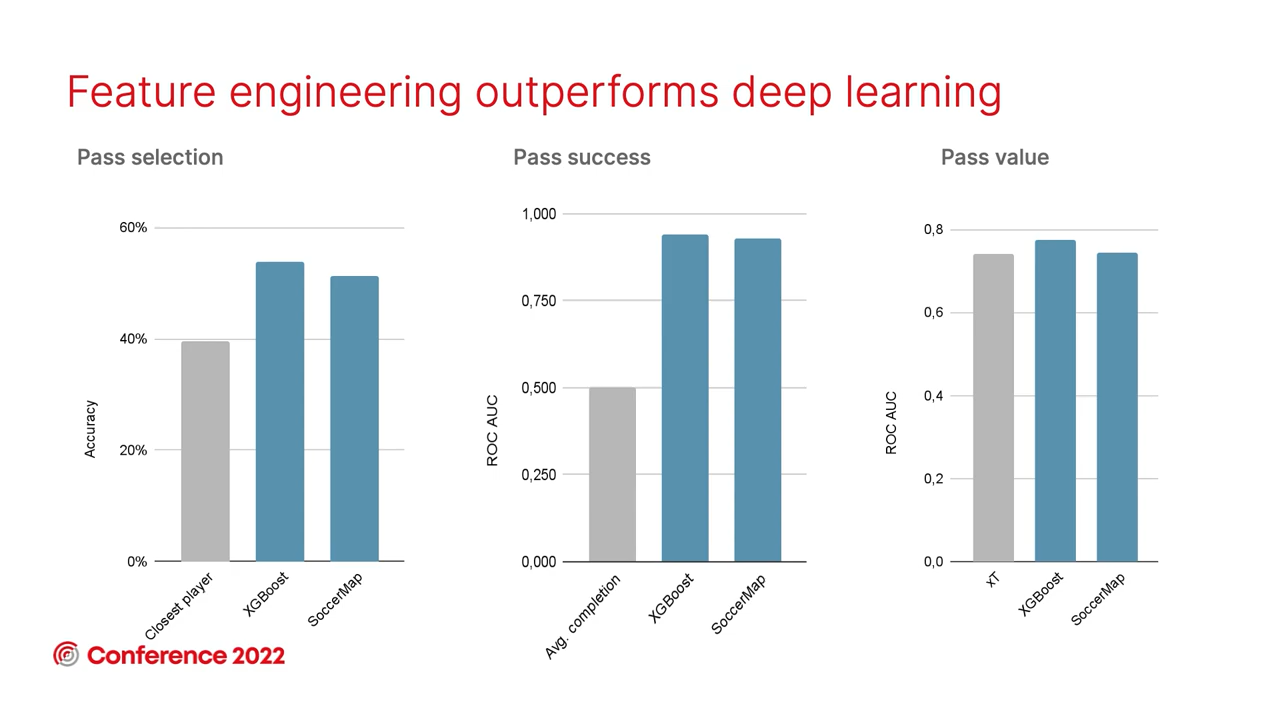 Feature engineering outperforms deep learning
Pass selection
60%
40%
20%
0%
Accuracy
Closest player
XGBoost
SoccerMap
Pass success
1,000
0,750
0,500
0,250
0,000
ROC AUC
Avg. completion
XGBoost
SoccerMap
Pass value
0,8
0,6
0,4
0,2
0,0
ROC AUC
xT
XGBoost
SoccerMap
Conference 2022